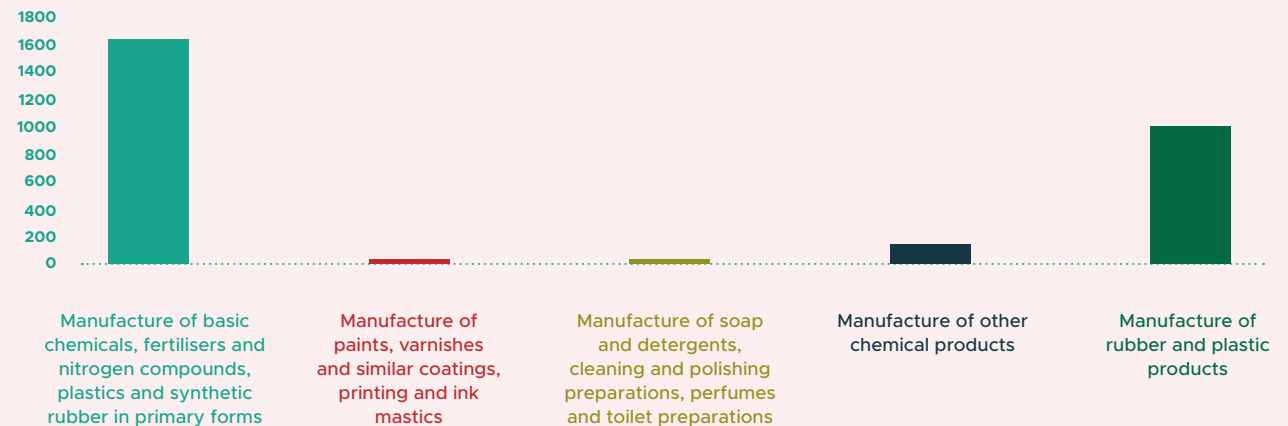 1800
1600
1400
1200
1000
800
600
400
200
0
Manufacture of basic
chemicals, fertilisers and
nitrogen compounds,
plastics and synthetic
rubber in primary forms
Manufacture of
paints, varnishes
and similar coatings,
printing and ink
mastics
Manufacture of soap
and detergents,
cleaning and polishing
preparations, perfumes
and toilet preparations
Manufacture of other
chemical products
Manufacture of
rubber and plastic
products